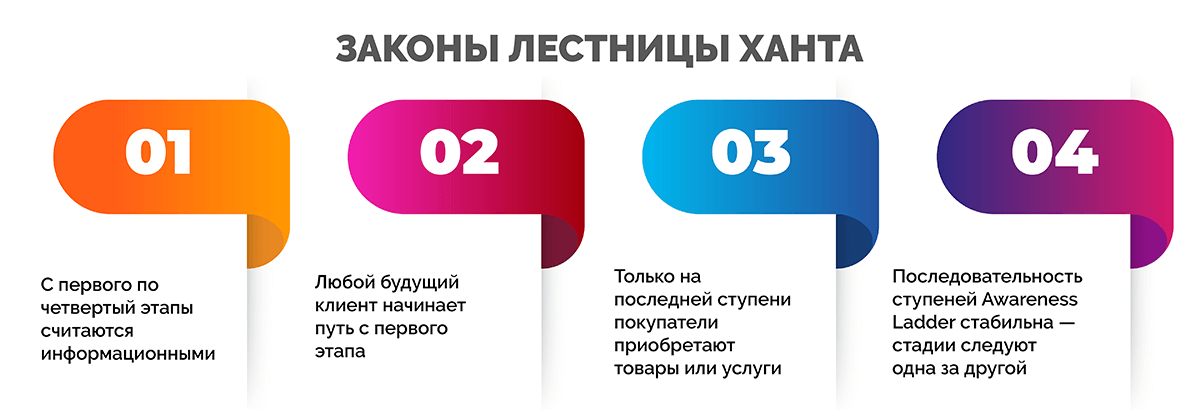 ЗАКОНЫ ЛЕСТНИЦЫ ХАНТА
01
С первого по
четвертый этапы
считаются
информационными
02
Любой будущий
клиент начинает
путь с первого
этапа
03
Только на
последней ступени
покупатели
приобретают
товары или услуги
04
Последовательность
ступеней Awareness
Ladder стабильна —
стадии следуют
одна за другой